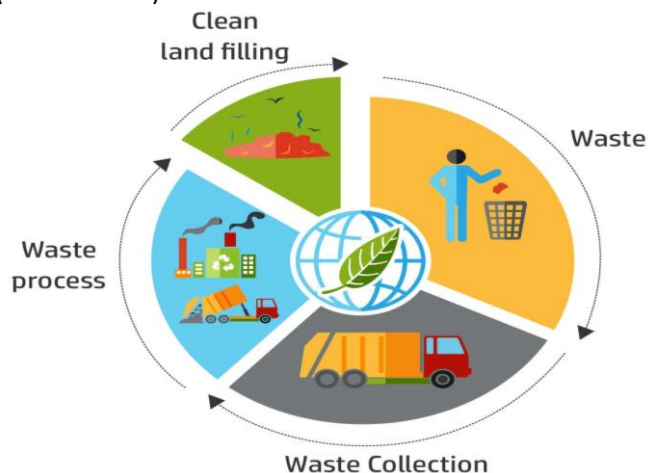 Clean
land filling
Waste
Waste
process
Waste Collection